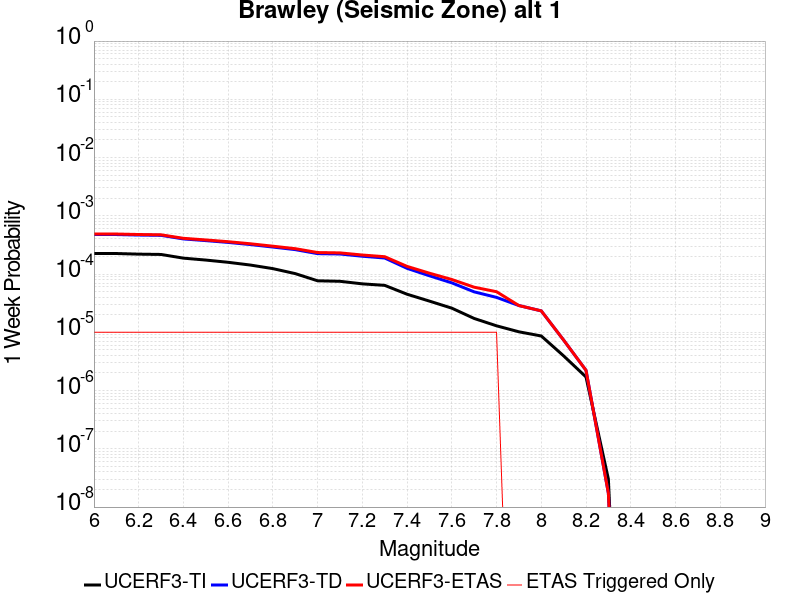 Brawley (Seismic Zone) alt 1
10^0
10^-1
10^-2
10^-3
10^-4
10^-5
10^-6
10^-7
10^-8
1 Week Probability
6 6.2 6.4 6.6 6.8 7 7.2 7.4 7.6 7.8 8 8.2 8.4 8.6 8.8 9
Magnitude
UCERF3-TI UCERF3-TD UCERF3-ETAS ETAS Triggered Only